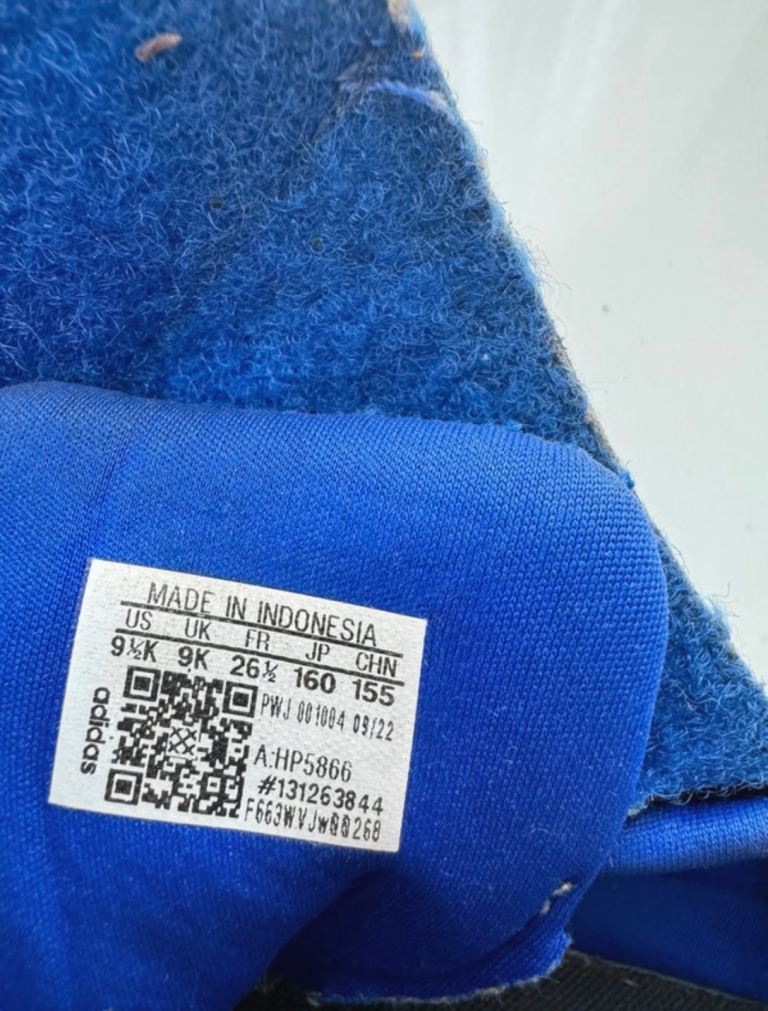 MADE IN INDONESIA
US UK FR JP CHN
9½K 9K 26½ 160 155
PWJ 001004 09/22
A:HP5866
#131263844
adidas